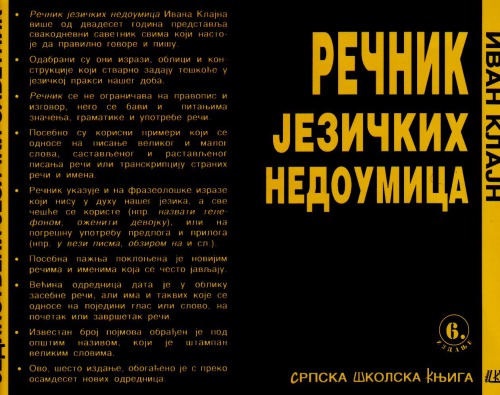 • Речник језичких недоумица Ивана Клајна
више од двадесет година представља
свакодневни саветник свима који насто-
је да правилно говоре и пишу.
• Одабрани су они изрази, облици и кон-
струкције који стварно задају тешкоће у
језичкој пракси нашег доба.
• Речник се не ограничава на правопис и
изговор, него се бави и питањима
значења, граматике и употребе речи.
• Посебно су корисни примери који се
односе на писање великог и малог
слова, састављеног и растављеног
писања речи или транскрипцију страних
речи и имена.
• Речник указује и на фразеолошке изразе
који нису у духу нашег језика, а све
чешће се користе (нпр. назвати теле-
фоном, оженити девојку), или на
погрешну употребу предлога и прилога
(нпр. у вези писма, обзиром на и сл.).
• Посебна пажња поклоњена је новијим
речима и именима која се често јављају.
• Већина одредница дата је у облику
засебне речи, али има и таквих које се
односе на поједини глас или слово, на
почетак или завршетак речи.
• Известан број појмова обрађен је под
општим називом, који је штампан
великим словима.
• Ово, шесто издање, обогаћено је с преко
осамдесет нових одредница.
РЕЧНИК
ЈЕЗИЧКИХ
НЕДОУМИЦА
6.
ИЗДАЊЕ
СРПСКА ШКОЛСКА КЊИГА
ИВАН КЛАЈН